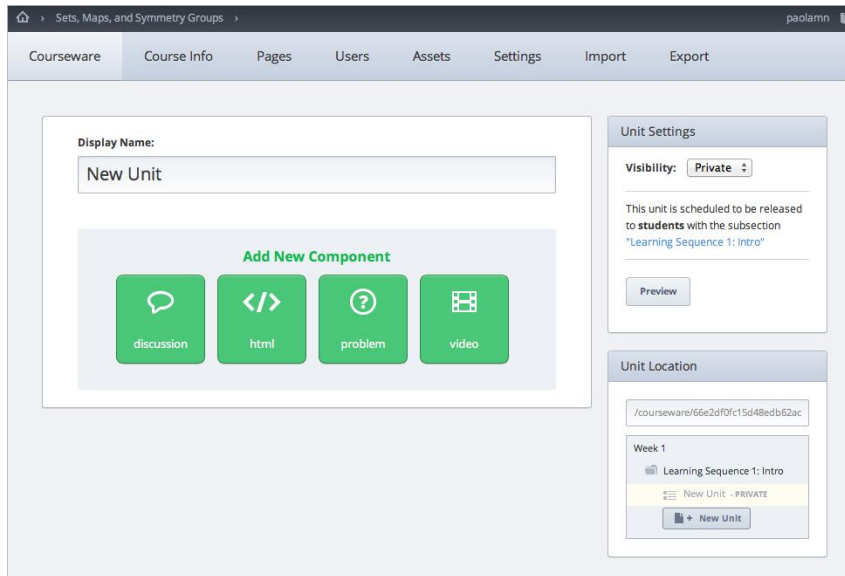 Sets, Maps, and Symmetry Groups
paolamn
Courseware Course Info Pages Users Assets Settings Import Export
Display Name:
New Unit
Add New Component
discussion html problem video
Unit Settings
Visibility: Private
This unit is scheduled to be released
to students with the subsection
"Learning Sequence 1: Intro"
Preview
Unit Location
/courseware/66e2df0fc15d48edb62ac
Week 1
Learning Sequence 1: Intro
New Unit - PRIVATE
+ New Unit